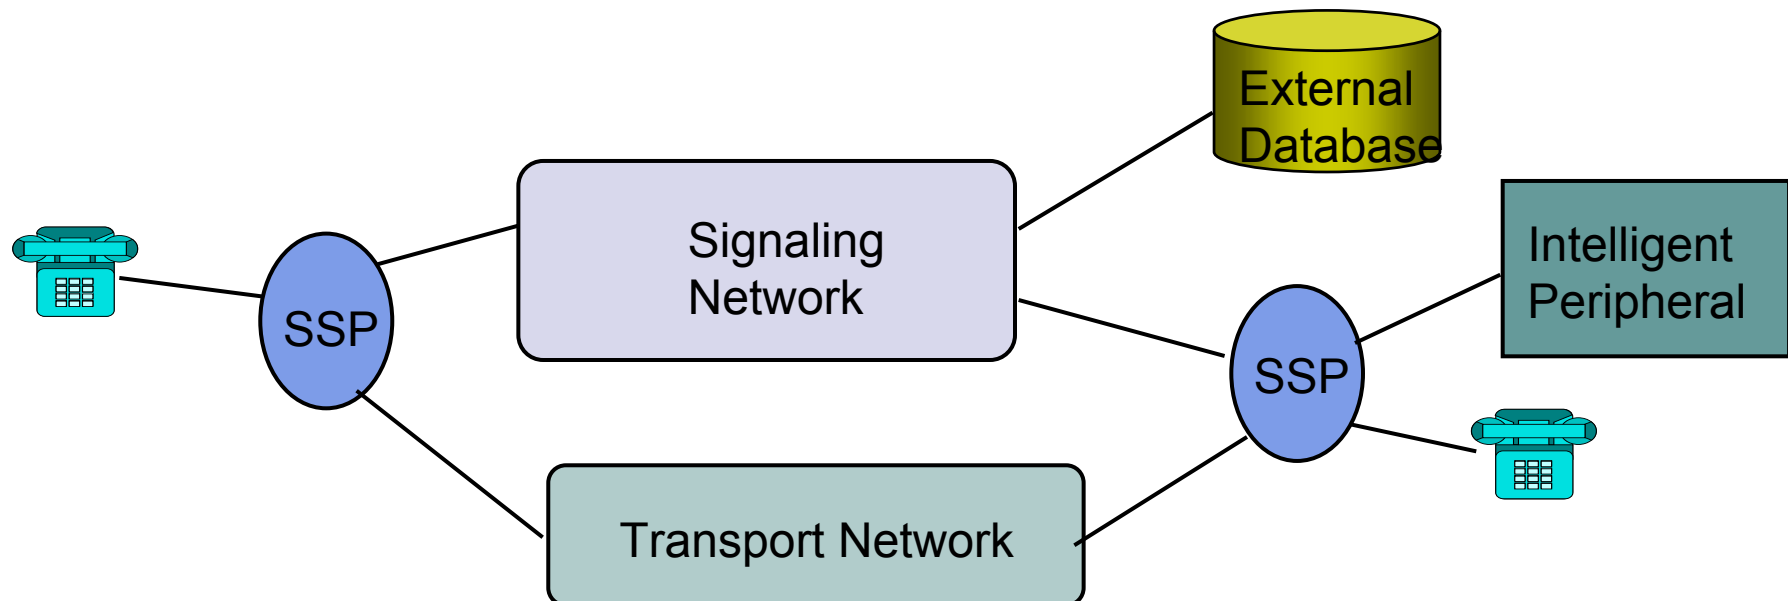 External
Database
Signaling
Network
Intelligent
Peripheral
SSP
SSP
Transport Network